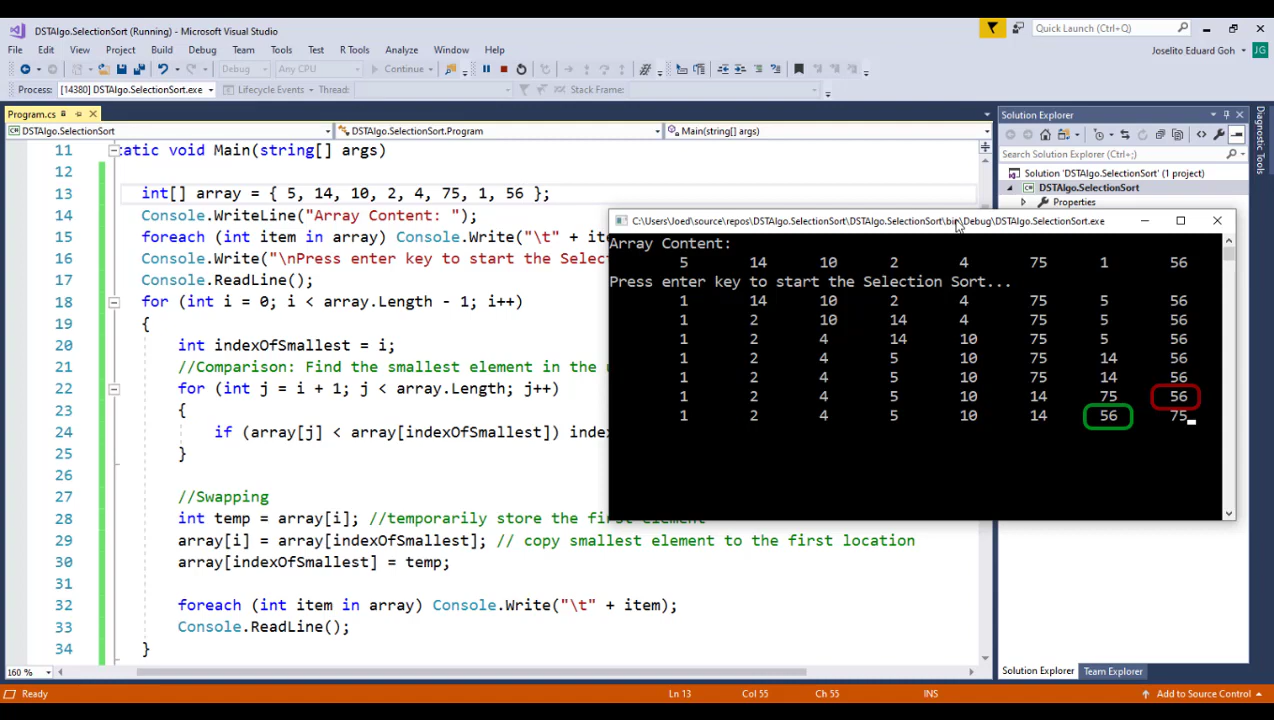 DSTAlgo.SelectionSort (Running) - Microsoft Visual Studio
Quick Launch (Ctrl+Q)
File Edit View Project Build Debug Team Tools Test R Tools Analyze Window Help
Joselito Eduard Goh JG
Debug Any CPU Continue
Process: [14380] DSTAlgo.SelectionSort.exe Lifecycle Events Thread: Stack Frame:
Program.cs
DSTAlgo.SelectionSort DSTAlgo.SelectionSort.Program Main(string[] args)
11 tatic void Main(string[] args)
12
13 int[] array = { 5, 14, 10, 2, 4, 75, 1, 56 };
14 Console.WriteLine("Array Content: ");
15 foreach (int item in array) Console.Write("\t" + ite
16 Console.Write("\nPress enter key to start the Selec
17 Console.ReadLine();
18 for (int i = 0; i < array.Length - 1; i++)
19 {
20 int indexOfSmallest = i;
21 //Comparison: Find the smallest element in the
22 for (int j = i + 1; j < array.Length; j++)
23 {
24 if (array[j] < array[indexOfSmallest]) inde
25 }
26
27 //Swapping
28 int temp = array[i]; //temporarily store the first element
29 array[i] = array[indexOfSmallest]; // copy smallest element to the first location
30 array[indexOfSmallest] = temp;
31
32 foreach (int item in array) Console.Write("\t" + item);
33 Console.ReadLine();
34 }
160 %
C:\Users\Joed\source\repos\DSTAlgo.SelectionSort\DSTAlgo.SelectionSort\bin\Debug\DSTAlgo.SelectionSort.exe
Array Content:
5 14 10 2 4 75 1 56
Press enter key to start the Selection Sort...
1 14 10 2 4 75 5 56
1 2 10 14 4 75 5 56
1 2 4 14 10 75 5 56
1 2 4 5 10 75 14 56
1 2 4 5 10 75 14 56
1 2 4 5 10 14 75 56
1 2 4 5 10 14 56 75
Solution Explorer
Search Solution Explorer (Ctrl+;)
Solution 'DSTAlgo.SelectionSort' (1 project)
DSTAlgo.SelectionSort
Properties
Solution Explorer Team Explorer
Diagnostic Tools
Ready Ln 13 Col 55 Ch 55 INS Add to Source Control